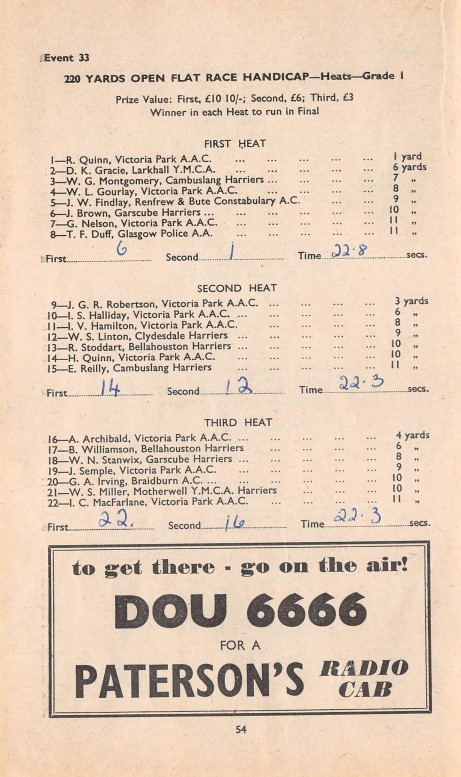 Event 33
220 YARDS OPEN FLAT RACE HANDICAP—Heats—Grade I
Prize Value: First, £10 10/-; Second, £6; Third, £3
Winner in each Heat to run in Final
FIRST HEAT
1—R. Quinn, Victoria Park A.A.C. ... ... ... ... 1 yard
2—D. K. Gracie, Larkhall Y.M.C.A. ... ... ... ... 6 yards
3—W. G. Montgomery, Cambuslang Harriers ... ... ... ... 7 „
4—W. L. Gourlay, Victoria Park A.A.C. ... ... ... ... 8 „
5—J. W. Findlay, Renfrew & Bute Constabulary A.C. ... ... ... 9 „
6—J. Brown, Garscube Harriers ... ... ... ... ... 10 „
7—G. Nelson, Victoria Park A.A.C. ... ... ... ... 11 „
8—T. F. Duff, Glasgow Police A.A. ... ... ... ... 11 „
First 6 Second 1 Time 22·8 secs.
SECOND HEAT
9—J. G. R. Robertson, Victoria Park A.A.C. ... ... ... ... 3 yards
10—I. S. Halliday, Victoria Park A.A.C. ... ... ... ... 6 „
11—I. V. Hamilton, Victoria Park A.A.C. ... ... ... ... 8 „
12—W. S. Linton, Clydesdale Harriers ... ... ... ... 9 „
13—R. Stoddart, Bellahouston Harriers ... ... ... ... 10 „
14—H. Quinn, Victoria Park A.A.C. ... ... ... ... 10 „
15—E. Reilly, Cambuslang Harriers ... ... ... ... 11 „
First 14 Second 12 Time 22·3 secs.
THIRD HEAT
16—A. Archibald, Victoria Park A.A.C. ... ... ... ... 4 yards
17—B. Williamson, Bellahouston Harriers ... ... ... ... 6 „
18—W. N. Stanwix, Garscube Harriers ... ... ... ... 8 „
19—J. Semple, Victoria Park A.A.C. ... ... ... ... 9 „
20—G. A. Irving, Braidburn A.C. ... ... ... ... ... 10 „
21—W. S. Miller, Motherwell Y.M.C.A. Harriers ... ... ... 10 „
22—I. C. MacFarlane, Victoria Park A.A.C. ... ... ... ... 11 „
First 22. Second 16 Time 22·3 secs.
to get there - go on the air!
DOU 6666
FOR A
PATERSON'S RADIO CAB
54